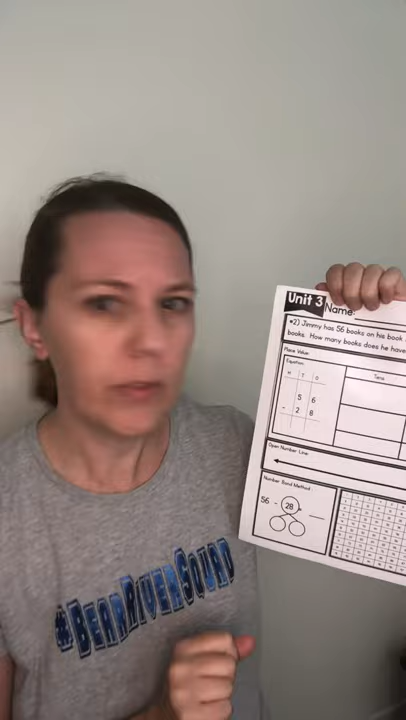 Unit 3
Name:
#2) Jimmy has 56 books on his book
books. How many books does he have
Place Value:
Equation:
Tens
H T O
5 6
- 2 8
Open Number Line:
Number Bond Method:
56 - 28 =
#BEARRIVERSQUAD